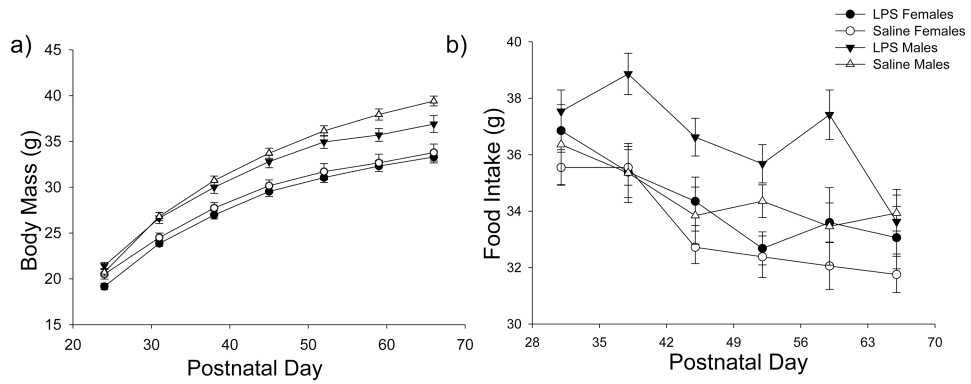 LPS Females
Saline Females
LPS Males
Saline Males
a)
45
40
35
30
25
20
15
Body Mass (g)
20 30 40 50 60 70
Postnatal Day
b)
40
38
36
34
32
30
Food Intake (g)
28 35 42 49 56 63 70
Postnatal Day